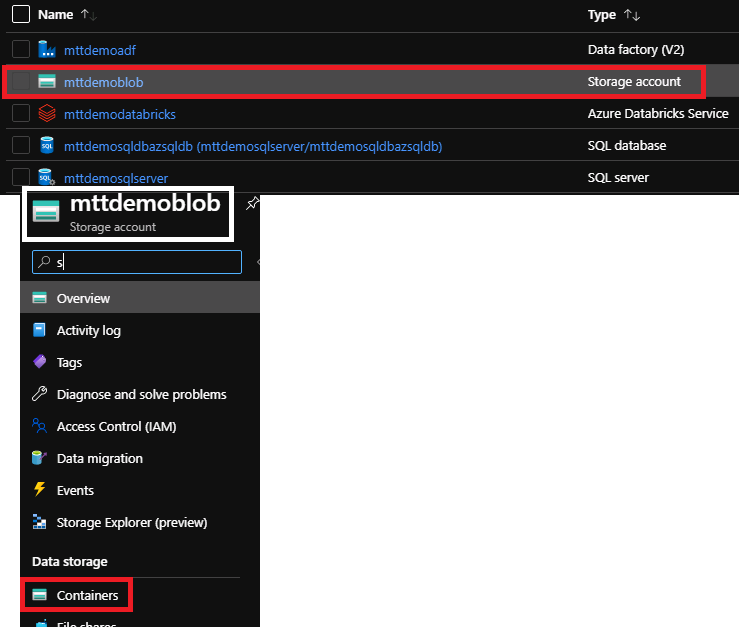 Name Type
mttdemoadf Data factory (V2)
mttdemoblob Storage account
mttdemodatabricks Azure Databricks Service
SQL mttdemosqldbazsqldb (mttdemosqlserver/mttdemosqldbazsqldb) SQL database
SQL mttdemosqlserver SQL server
mttdemoblob
Storage account
s
Overview
Activity log
Tags
Diagnose and solve problems
Access Control (IAM)
Data migration
Events
Storage Explorer (preview)
Data storage
Containers
File shares